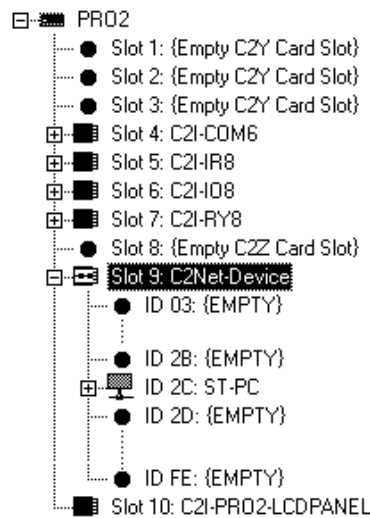 PRO2
Slot 1: {Empty C2Y Card Slot}
Slot 2: {Empty C2Y Card Slot}
Slot 3: {Empty C2Y Card Slot}
Slot 4: C2I-COM6
Slot 5: C2I-IR8
Slot 6: C2I-IO8
Slot 7: C2I-RY8
Slot 8: {Empty C2Z Card Slot}
Slot 9: C2Net-Device
ID 03: {EMPTY}
ID 2B: {EMPTY}
ID 2C: ST-PC
ID 2D: {EMPTY}
ID FE: {EMPTY}
Slot 10: C2I-PRO2-LCDPANEL